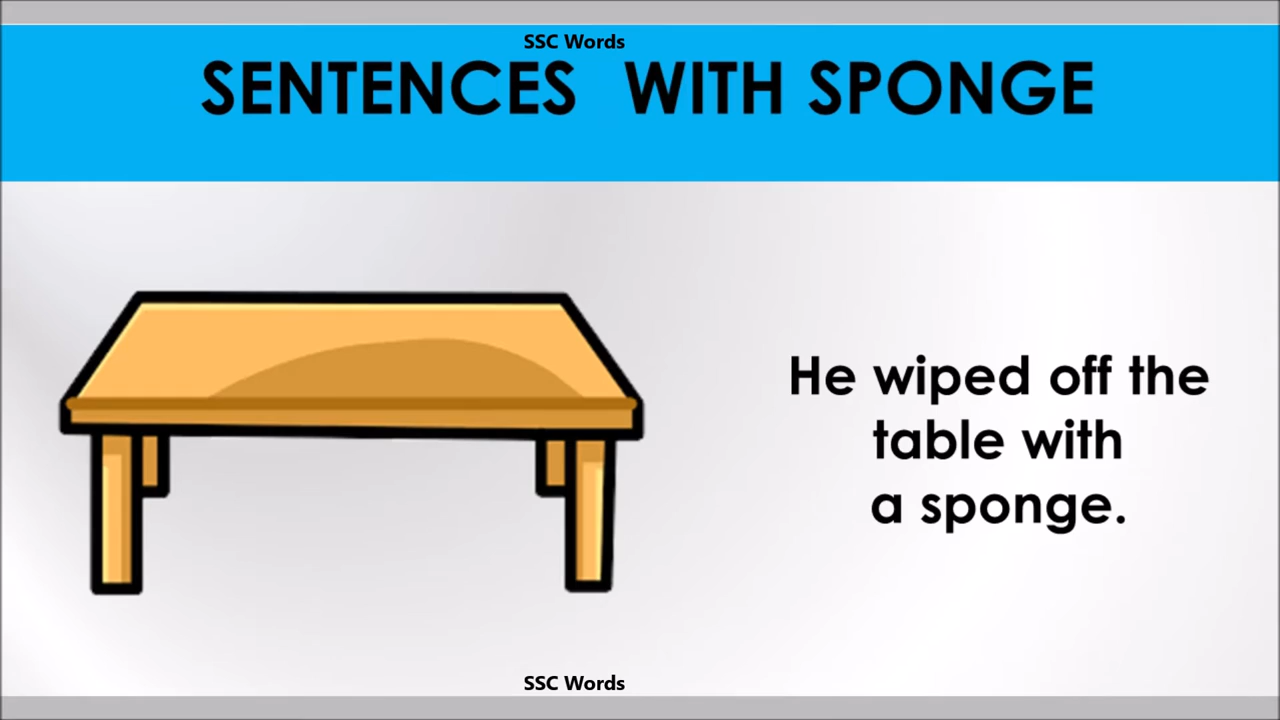 SSC Words
SENTENCES WITH SPONGE
He wiped off the
table with
a sponge.
SSC Words